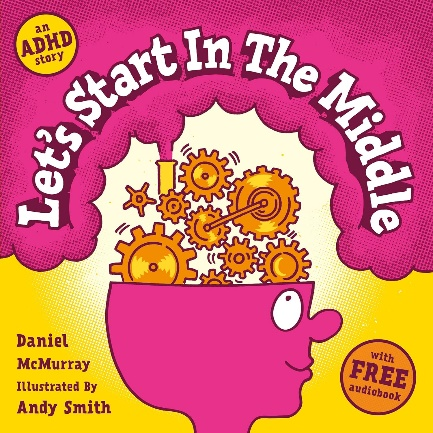 an
ADHD
story
Let's Start In The Middle
Daniel
McMurray
Illustrated By
Andy Smith
with
FREE
audiobook